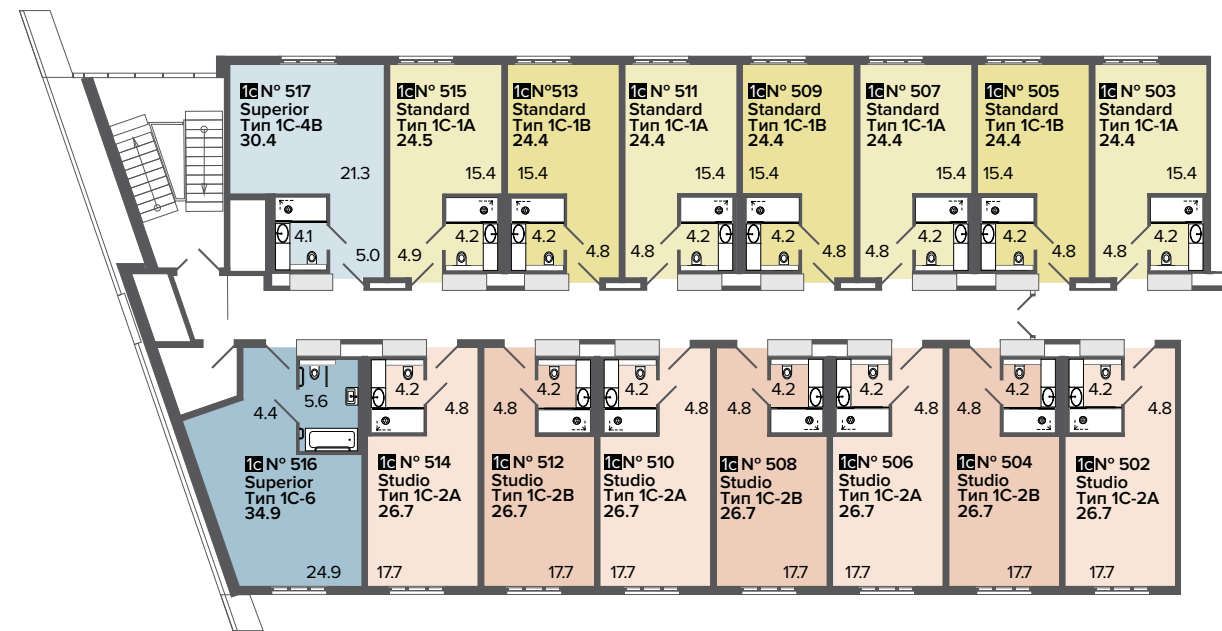 1c Nº 517
Superior
Тип 1С-4В
30.4
21.3
4.1
5.0
1c Nº 515
Standard
Тип 1С-1А
24.5
15.4
4.2
4.9
1c Nº513
Standard
Тип 1С-1В
24.4
15.4
4.2
4.8
1c Nº 511
Standard
Тип 1С-1А
24.4
15.4
4.2
4.8
1c Nº 509
Standard
Тип 1С-1В
24.4
15.4
4.2
4.8
1c Nº 507
Standard
Тип 1С-1А
24.4
15.4
4.2
4.8
1c Nº 505
Standard
Тип 1С-1В
24.4
15.4
4.2
4.8
1c Nº 503
Standard
Тип 1С-1А
24.4
15.4
4.2
4.8
4.4
5.6
1c Nº 516
Superior
Тип 1С-6
34.9
24.9
4.2
4.8
1c Nº 514
Studio
Тип 1С-2А
26.7
17.7
4.8
4.2
1c Nº 512
Studio
Тип 1С-2В
26.7
17.7
4.2
4.8
1c Nº 510
Studio
Тип 1С-2А
26.7
17.7
4.8
4.2
1c Nº 508
Studio
Тип 1С-2В
26.7
17.7
4.2
4.8
1c Nº 506
Studio
Тип 1С-2А
26.7
17.7
4.8
4.2
1c Nº 504
Studio
Тип 1С-2В
26.7
17.7
4.2
4.8
1c Nº 502
Studio
Тип 1С-2А
26.7
17.7